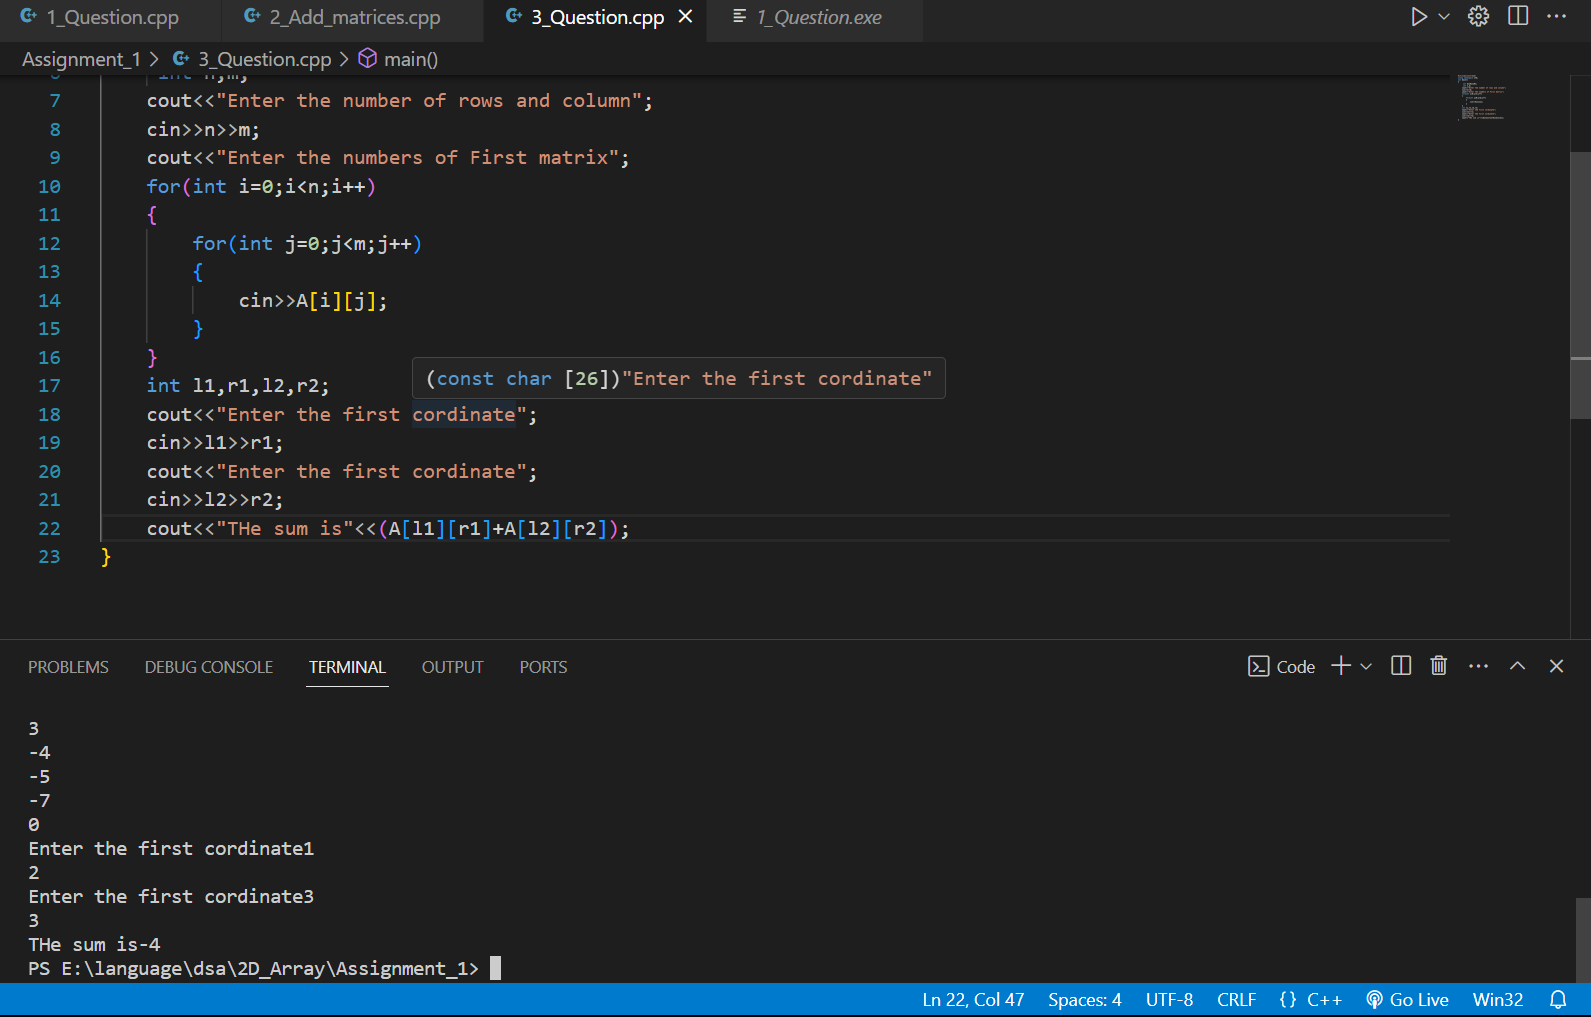 1_Question.cpp 2_Add_matrices.cpp 3_Question.cpp 1_Question.exe
Assignment_1 > 3_Question.cpp > main()
6 int n,m;
7 cout<<"Enter the number of rows and column";
8 cin>>n>>m;
9 cout<<"Enter the numbers of First matrix";
10 for(int i=0;i<n;i++)
11 {
12 for(int j=0;j<m;j++)
13 {
14 cin>>A[i][j];
15 }
16 }
17 int l1,r1,l2,r2;
(const char [26])"Enter the first cordinate"
18 cout<<"Enter the first cordinate";
19 cin>>l1>>r1;
20 cout<<"Enter the first cordinate";
21 cin>>l2>>r2;
22 cout<<"THe sum is"<<(A[l1][r1]+A[l2][r2]);
23 }
PROBLEMS DEBUG CONSOLE TERMINAL OUTPUT PORTS Code
3
-4
-5
-7
0
Enter the first cordinate1
2
Enter the first cordinate3
3
THe sum is-4
PS E:\language\dsa\2D_Array\Assignment_1>
Ln 22, Col 47 Spaces: 4 UTF-8 CRLF {} C++ Go Live Win32